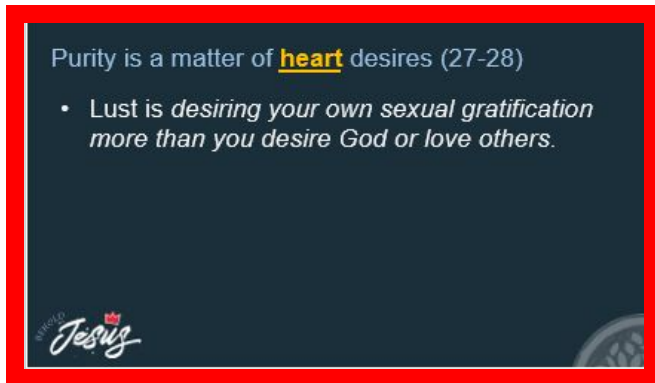 Purity is a matter of heart desires (27-28)
• Lust is desiring your own sexual gratification
more than you desire God or love others.
BEHOLD
Jesus